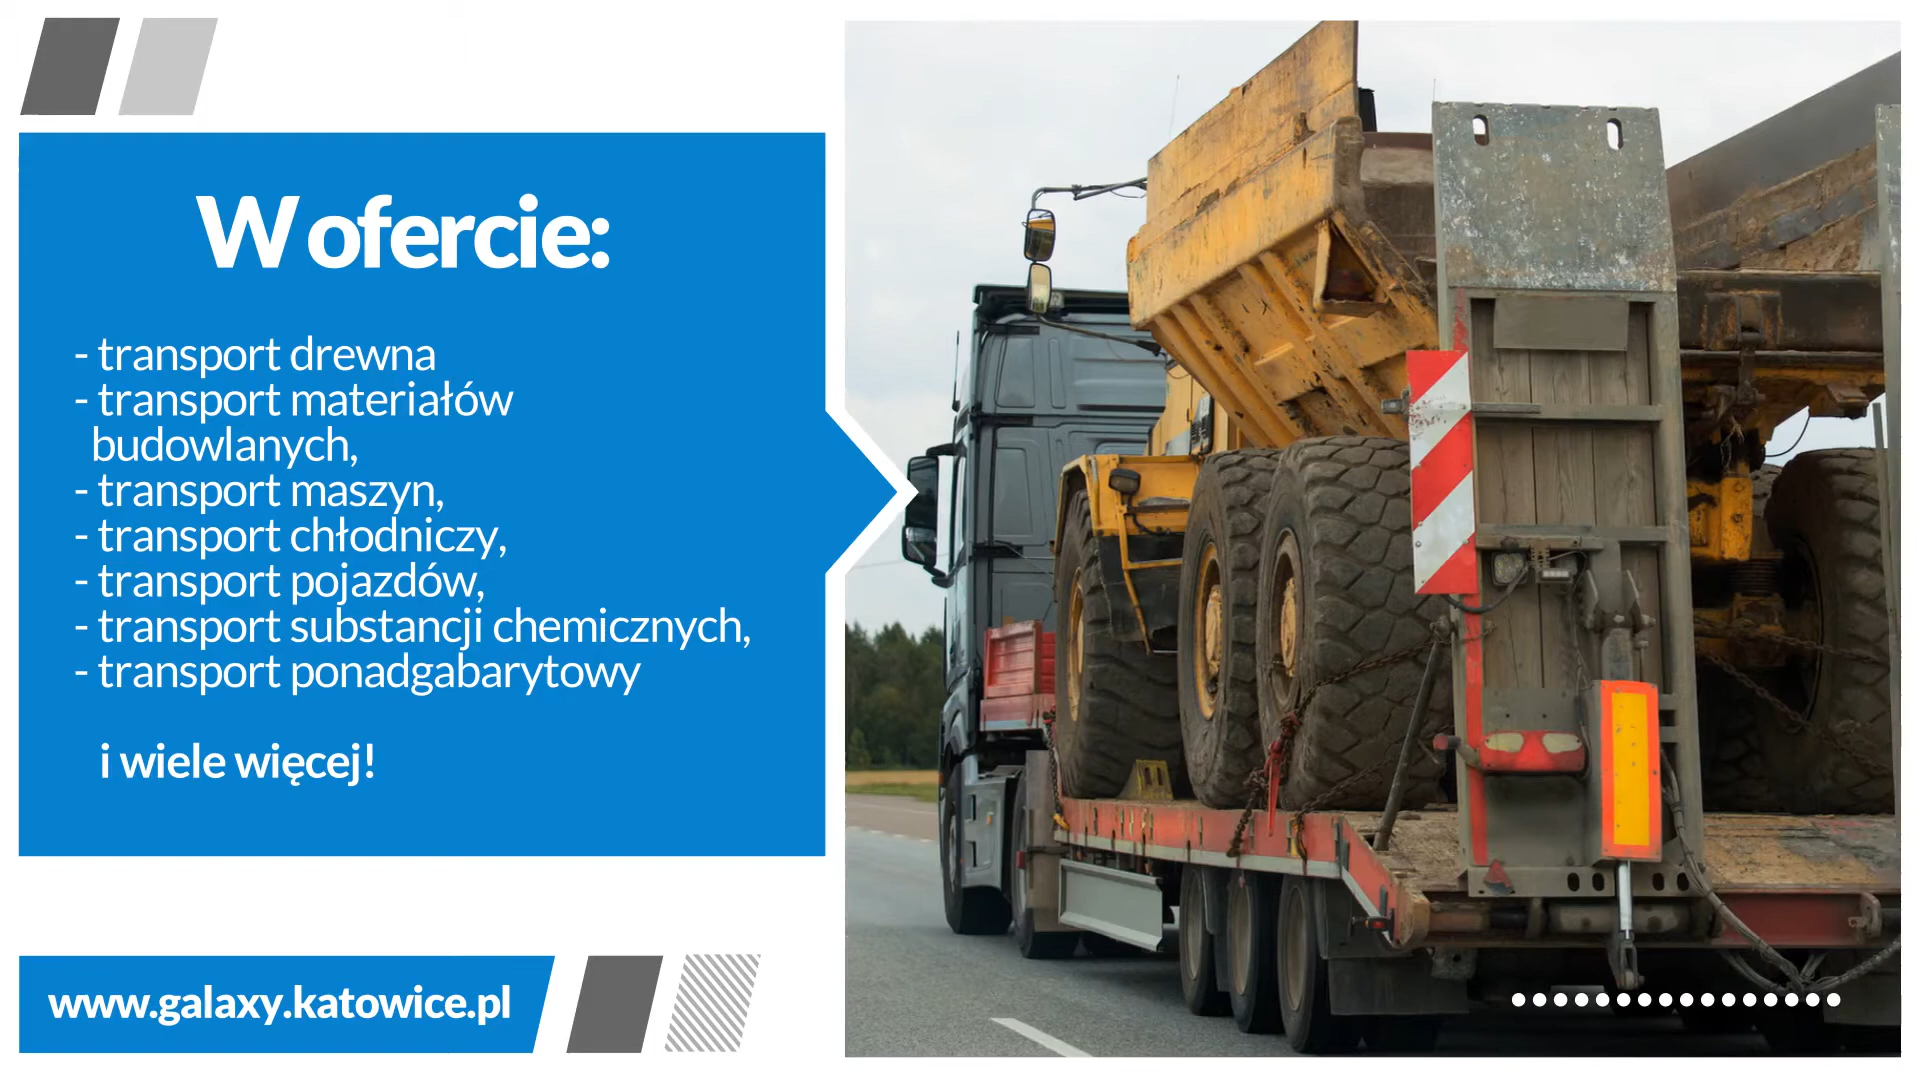 W ofercie:
- transport drewna
- transport materiałów
budowlanych,
- transport maszyn,
- transport chłodniczy,
- transport pojazdów,
- transport substancji chemicznych,
- transport ponadgabarytowy
i wiele więcej!
www.galaxy.katowice.pl